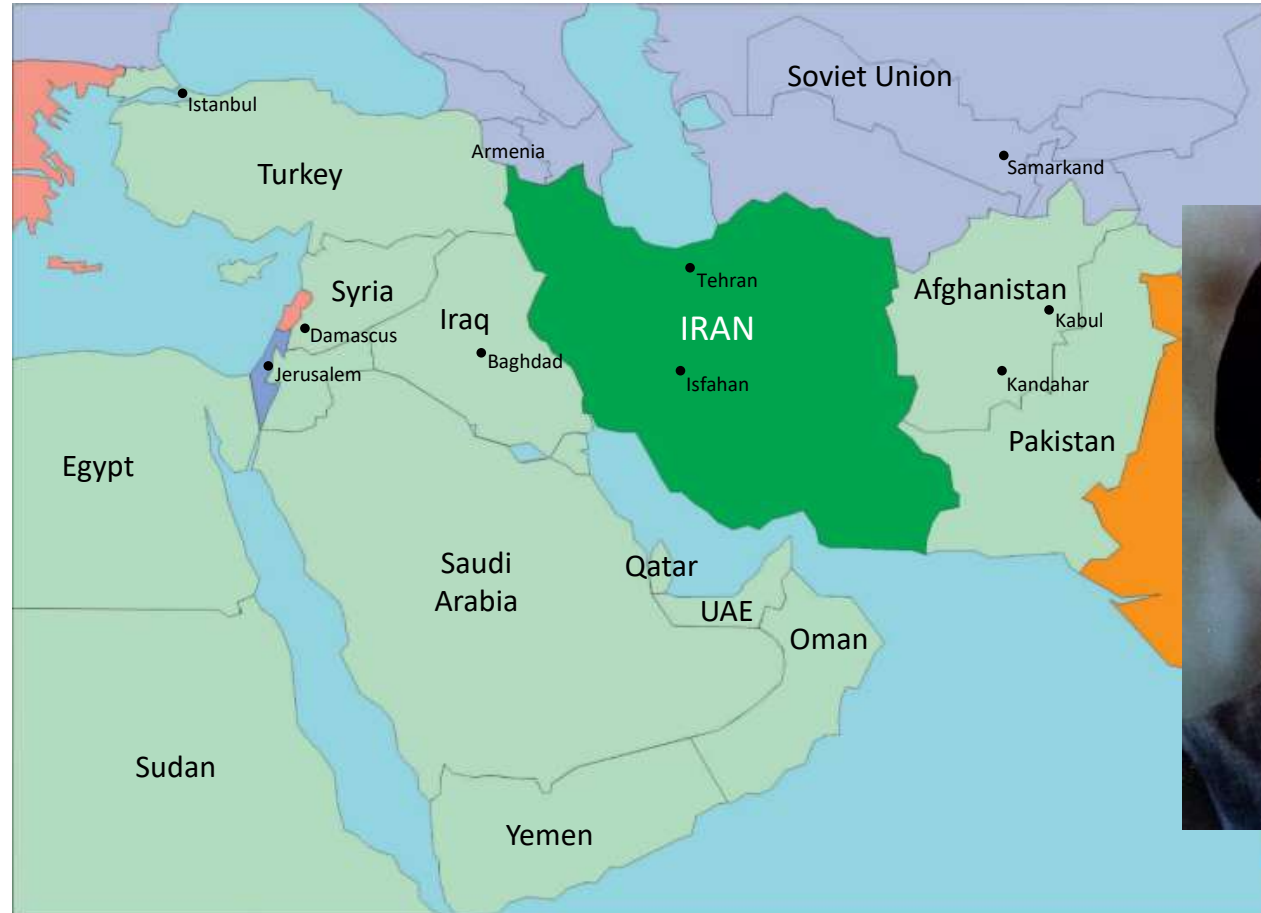 Soviet Union
Istanbul
Armenia
Samarkand
Turkey
Tehran
Syria
Afghanistan
Iraq
IRAN
Kabul
Damascus
Baghdad
Jerusalem
Isfahan
Kandahar
Pakistan
Egypt
Saudi
Arabia
Qatar
UAE
Oman
Sudan
Yemen